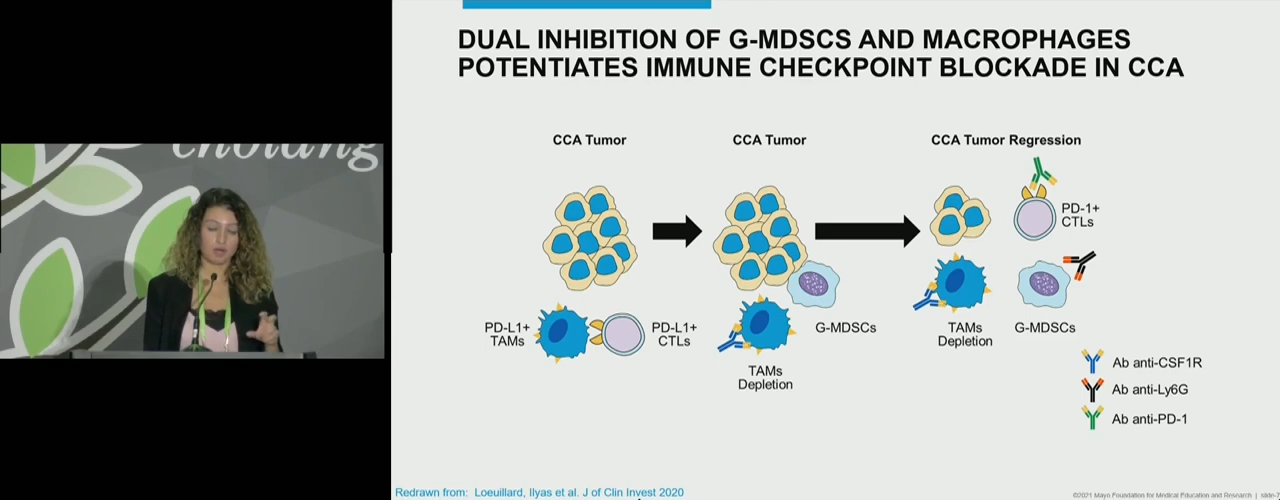 cholang
DUAL INHIBITION OF G-MDSCS AND MACROPHAGES
POTENTIATES IMMUNE CHECKPOINT BLOCKADE IN CCA
CCA Tumor
CCA Tumor
CCA Tumor Regression
PD-1+
CTLs
PD-L1+
TAMs
PD-L1+
CTLs
G-MDSCs
TAMs
Depletion
TAMs
Depletion
G-MDSCs
Ab anti-CSF1R
Ab anti-Ly6G
Ab anti-PD-1
Redrawn from: Loeuillard, Ilyas et al. J of Clin Invest 2020
©2021 Mayo Foundation for Medical Education and Research | slide-